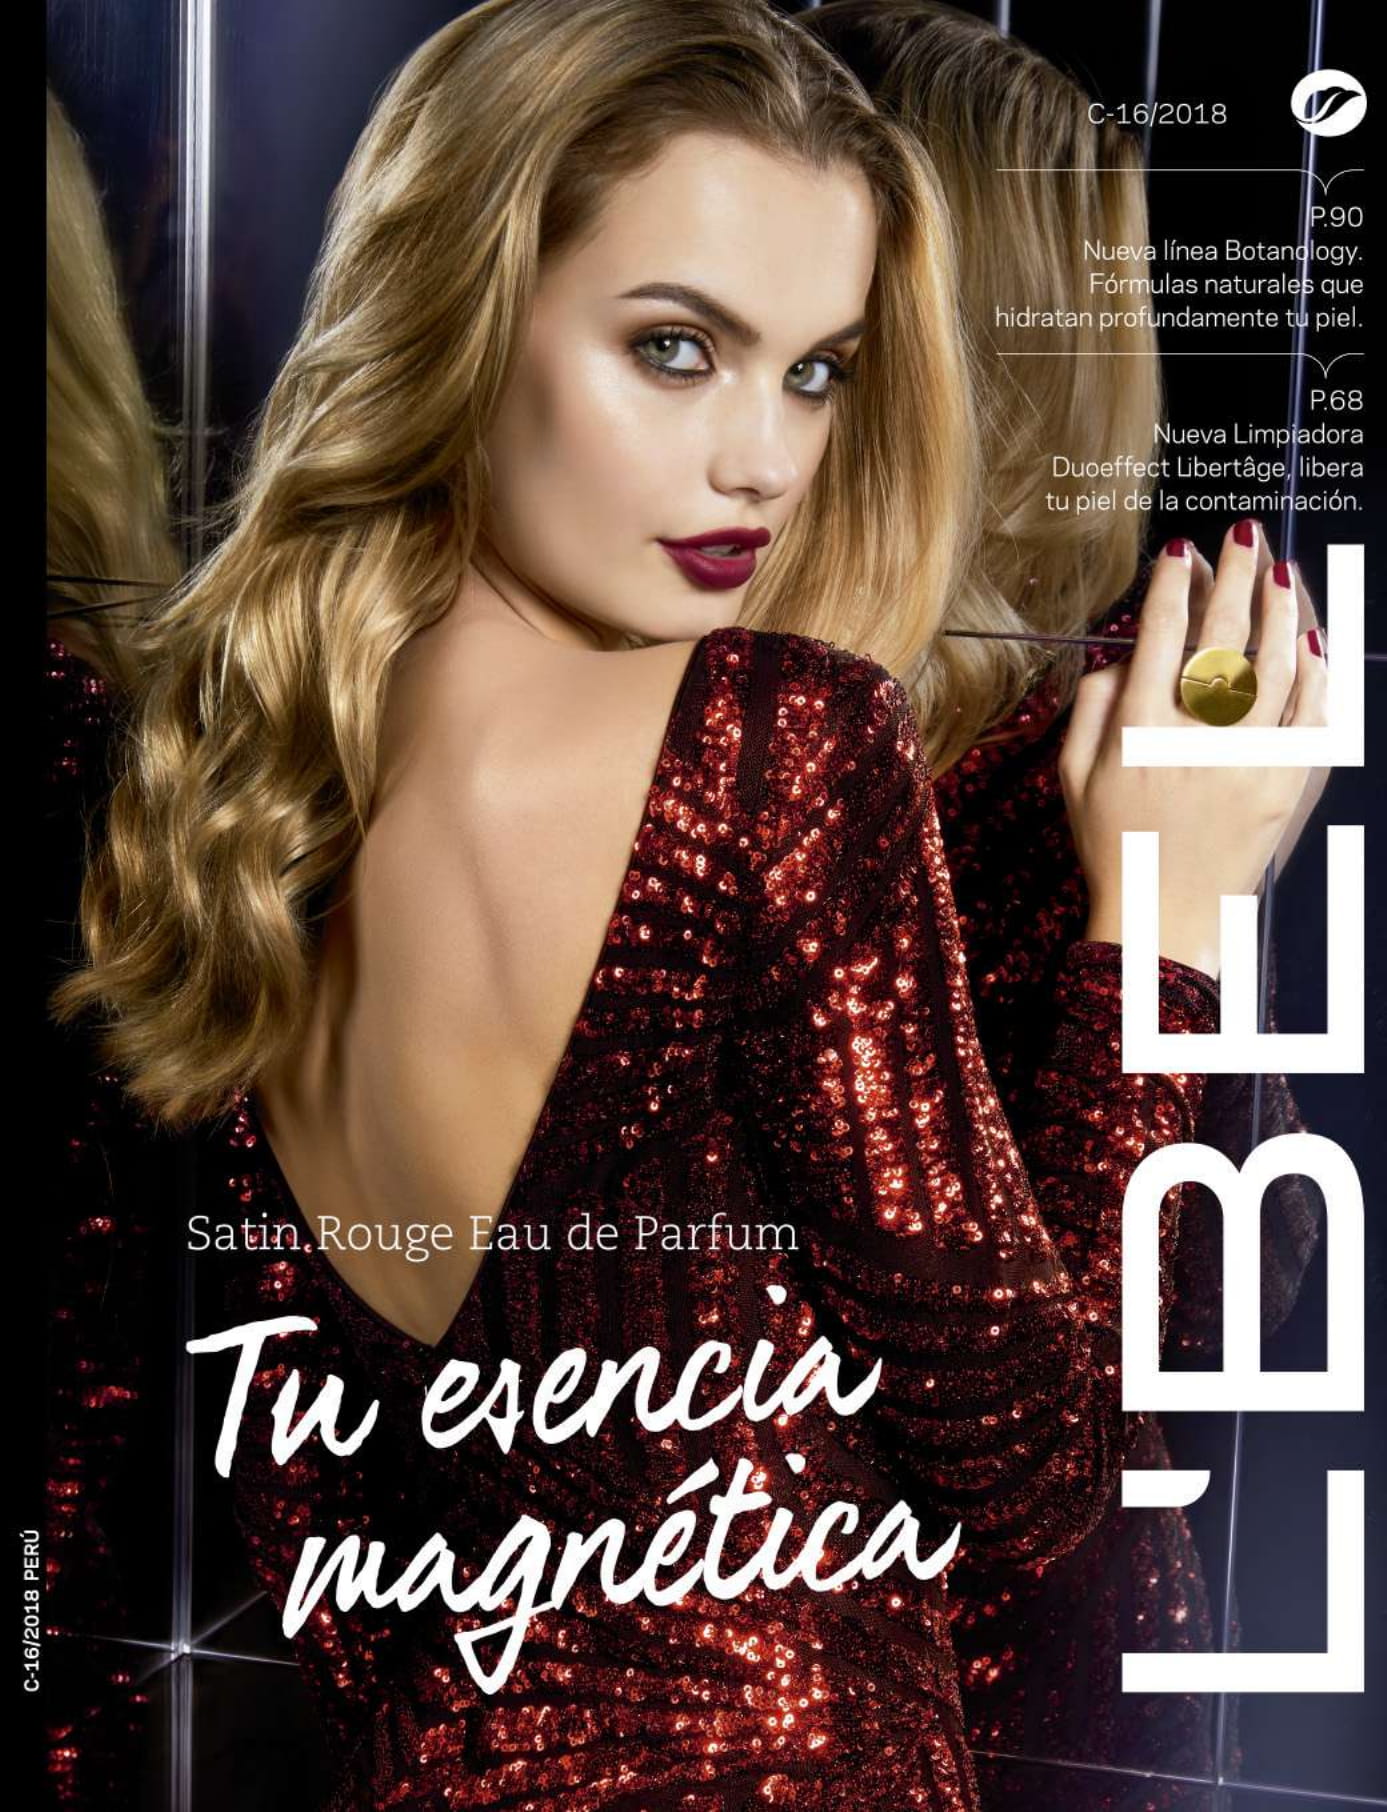 C-16/2018
P.90
Nueva línea Botanology.
Fórmulas naturales que
hidratan profundamente tu piel.
P.68
Nueva Limpiadora
Duoeffect Libertâge, libera
tu piel de la contaminación.
L'BEL
Satin Rouge Eau de Parfum
Tu esencia
magnética
C-16/2018 PERÚ